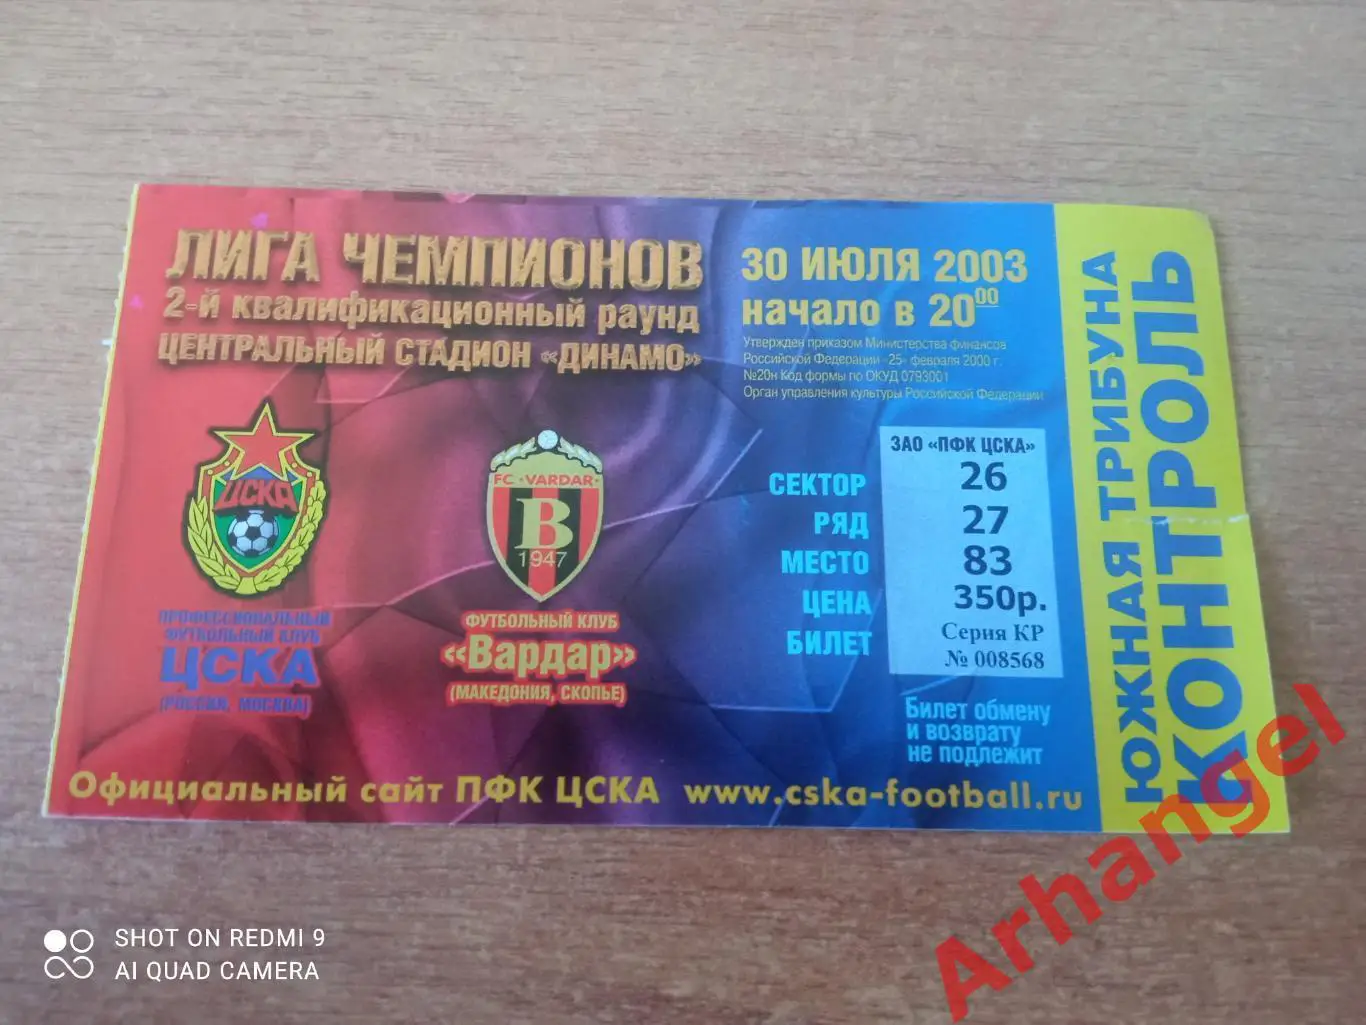 ЛИГА ЧЕМПИОНОВ
2-й квалификационный раунд
ЦЕНТРАЛЬНЫЙ СТАДИОН «ДИНАМО»
30 ИЮЛЯ 2003
начало в 20⁰⁰
Утвержден приказом Министерства финансов
Российской Федерации «25» февраля 2000 г.
№20н Код формы по ОКУД 0793001
Орган управления культуры Российской Федерации
ЦСКА
ПРОФЕССИОНАЛЬНЫЙ
ФУТБОЛЬНЫЙ КЛУБ
ЦСКА
(РОССИЯ, МОСКВА)
FC «VARDAR»
B
1947
ФУТБОЛЬНЫЙ КЛУБ
«Вардар»
(МАКЕДОНИЯ, СКОПЬЕ)
ЗАО «ПФК ЦСКА»
СЕКТОР 26
РЯД 27
МЕСТО 83
ЦЕНА 350р.
БИЛЕТ Серия КР
№ 008568
Билет обмену
и возврату
не подлежит
Официальный сайт ПФК ЦСКА www.cska-football.ru
ЮЖНАЯ ТРИБУНА
КОНТРОЛЬ
SHOT ON REDMI 9
AI QUAD CAMERA
Arhangel